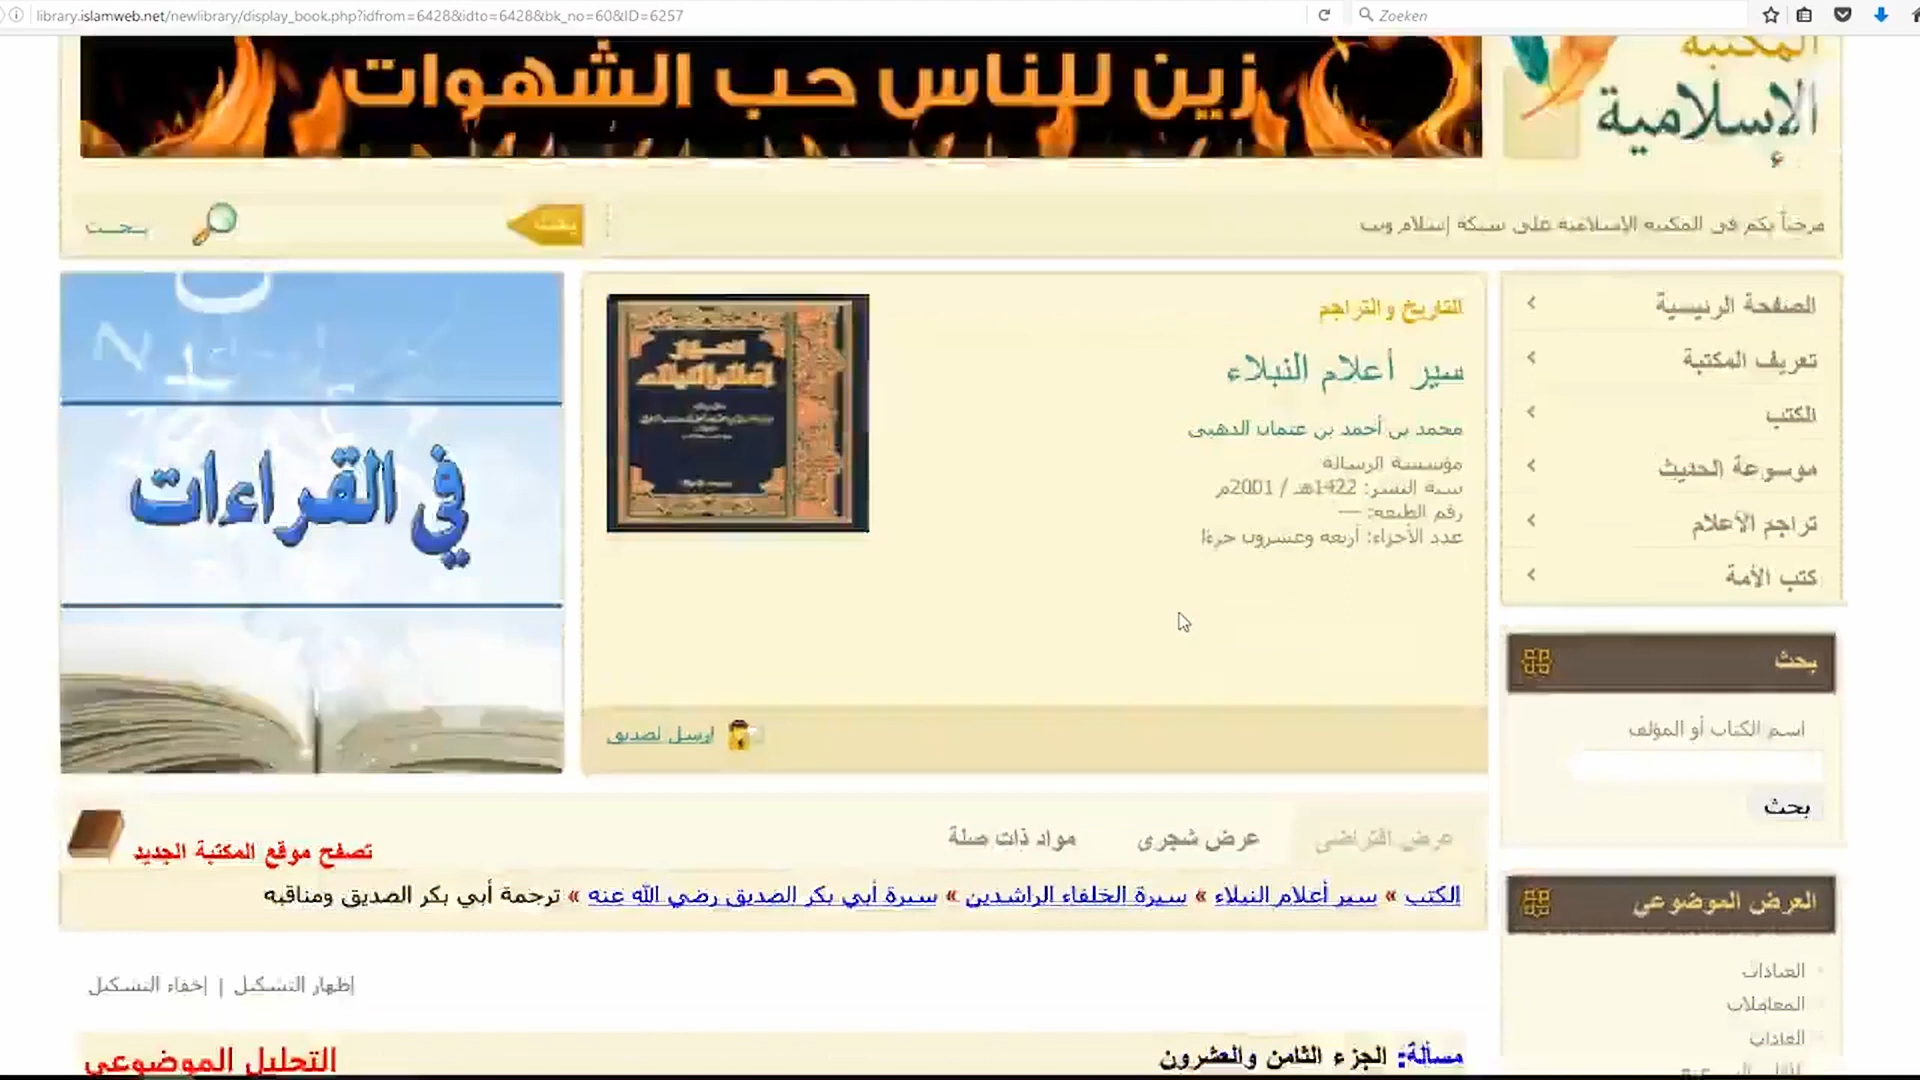 library.islamweb.net/newlibrary/display_book.php?idfrom=6428&idto=6428&bk_no=60&ID=6257
Zoeken
زين للناس حب الشهوات
المكتبة
الإسلامية
مرحباً بكم في المكتبة الإسلامية على شبكة إسلام ويب
بحث
بـحــث
الصفحة الرئيسية
تعريف المكتبة
الكتب
موسوعة الحديث
تراجم الأعلام
كتب الأمة
التاريخ والتراجم
سير أعلام النبلاء
محمد بن أحمد بن عثمان الذهبي
مؤسسة الرسالة
سنة النشر: 1422هـ / 2001م
رقم الطبعة: ---
عدد الأجزاء: أربعة وعشرون جزءا
ارسل لصديق
في القراءات
بحث
اسم الكتاب أو المؤلف
بحث
عرض افتراضي
عرض شجري
مواد ذات صلة
تصفح موقع المكتبة الجديد
الكتب » سير أعلام النبلاء » سيرة الخلفاء الراشدين » سيرة أبي بكر الصديق رضي الله عنه » ترجمة أبي بكر الصديق ومناقبه
العرض الموضوعي
العبادات
المعاملات
العادات
إظهار التشكيل | إخفاء التشكيل
مسألة: الجزء الثامن والعشرون
التحليل الموضوعي